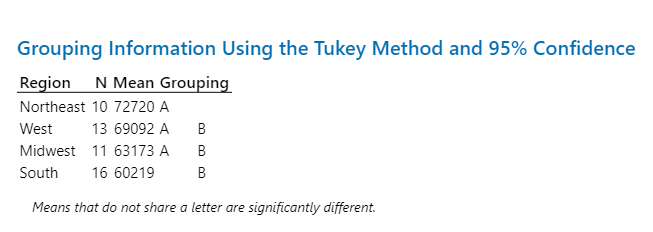 Grouping Information Using the Tukey Method and 95% Confidence
Region N Mean Grouping
Northeast 10 72720 A
West 13 69092 A B
Midwest 11 63173 A B
South 16 60219 B
Means that do not share a letter are significantly different.